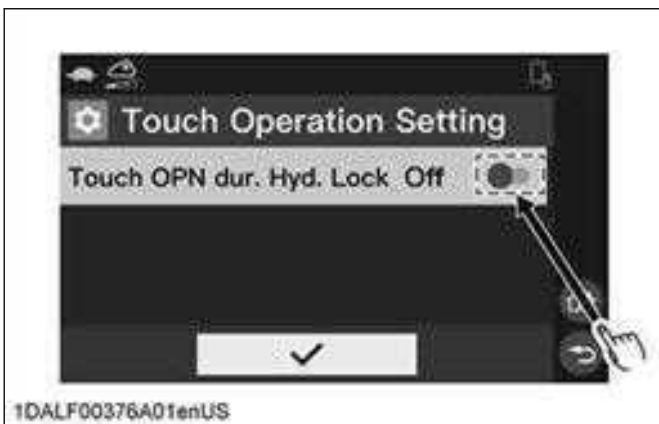 Touch Operation Setting
Touch OPN dur. Hyd. Lock Off
1DALF00376A01enUS